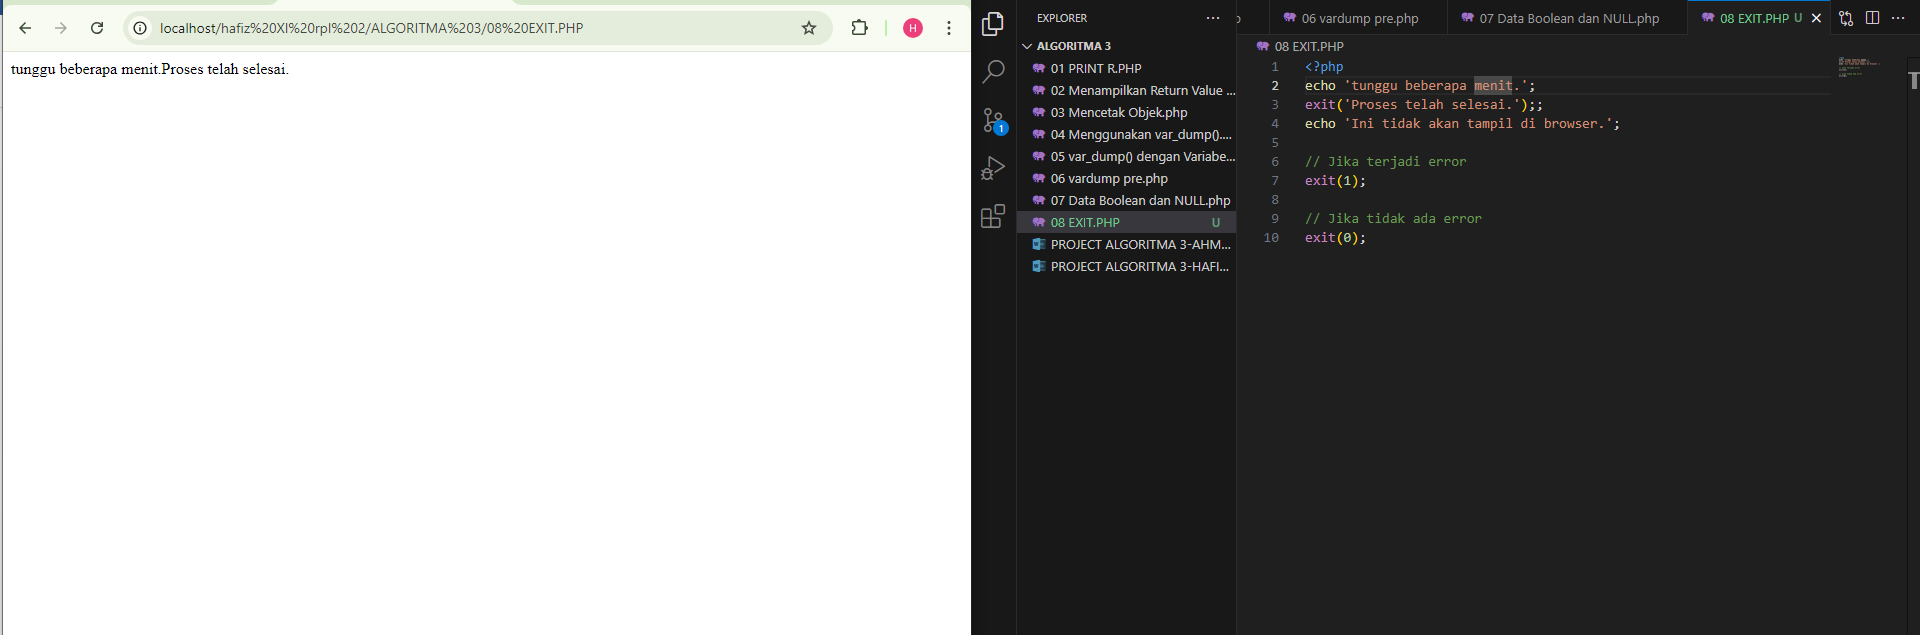 localhost/hafiz%20XI%20rpl%202/ALGORITMA%203/08%20EXIT.PHP
H
tunggu beberapa menit.Proses telah selesai.
1
EXPLORER
ALGORITMA 3
01 PRINT R.PHP
02 Menampilkan Return Value ...
03 Mencetak Objek.php
04 Menggunakan var_dump()....
05 var_dump() dengan Variabe...
06 vardump pre.php
07 Data Boolean dan NULL.php
08 EXIT.PHP U
PROJECT ALGORITMA 3-AHM...
PROJECT ALGORITMA 3-HAFI...
06 vardump pre.php 07 Data Boolean dan NULL.php 08 EXIT.PHP U
08 EXIT.PHP
1 <?php
2 echo 'tunggu beberapa menit.';
3 exit('Proses telah selesai.');;
4 echo 'Ini tidak akan tampil di browser.';
5
6 // Jika terjadi error
7 exit(1);
8
9 // Jika tidak ada error
10 exit(0);